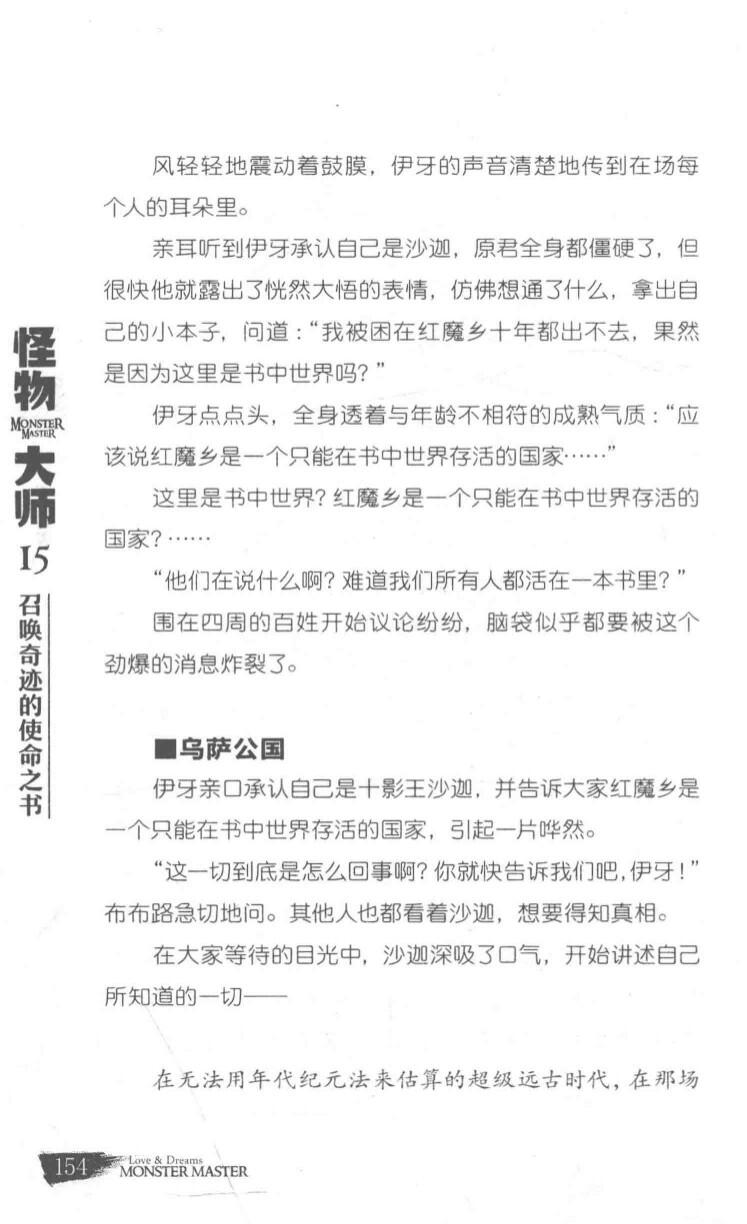 风轻轻地震动着鼓膜，伊牙的声音清楚地传到在场每
个人的耳朵里。
亲耳听到伊牙承认自己是沙迦，原君全身都僵硬了，但
很快他就露出了恍然大悟的表情，仿佛想通了什么，拿出自
己的小本子，问道：“我被困在红魔乡十年都出不去，果然
是因为这里是书中世界吗？”
伊牙点点头，全身透着与年龄不相符的成熟气质：“应
该说红魔乡是一个只能在书中世界存活的国家……”
这里是书中世界？红魔乡是一个只能在书中世界存活的
国家？……
“他们在说什么啊？难道我们所有人都活在一本书里？”
围在四周的百姓开始议论纷纷，脑袋似乎都要被这个
劲爆的消息炸裂了。
■乌萨公国
伊牙亲口承认自己是十影王沙迦，并告诉大家红魔乡是
一个只能在书中世界存活的国家，引起一片哗然。
“这一切到底是怎么回事啊？你就快告诉我们吧，伊牙！”
布布路急切地问。其他人也都看着沙迦，想要得知真相。
在大家等待的目光中，沙迦深吸了口气，开始讲述自己
所知道的一切——
在无法用年代纪元法来估算的超级远古时代，在那场
怪物
MONSTER
MASTER
大师
15
召唤奇迹的使命之书
154
Love & Dreams
MONSTER MASTER